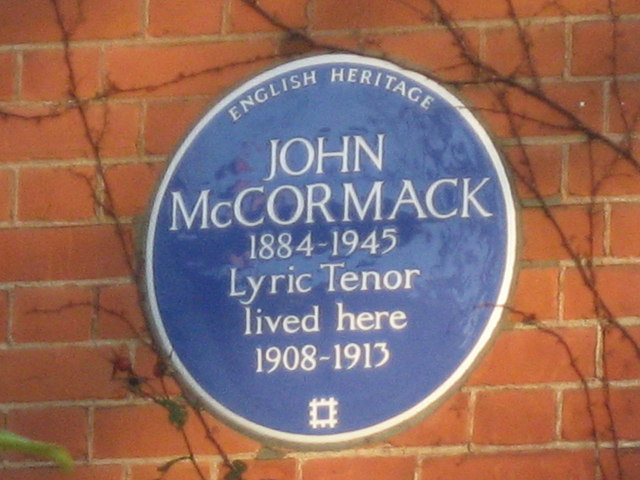 ENGLISH HERITAGE
JOHN
McCORMACK
1884-1945
Lyric Tenor
lived here
1908-1913